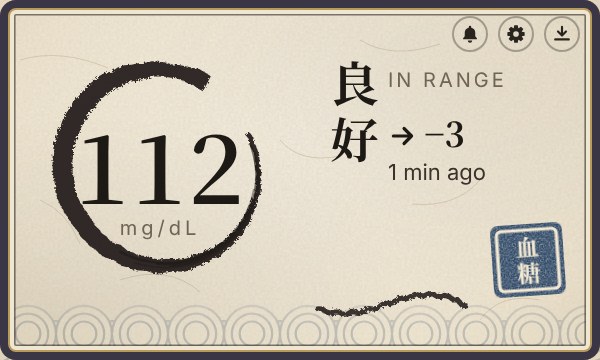 112
mg/dL
良好
IN RANGE
→ −3
1 min ago
血糖